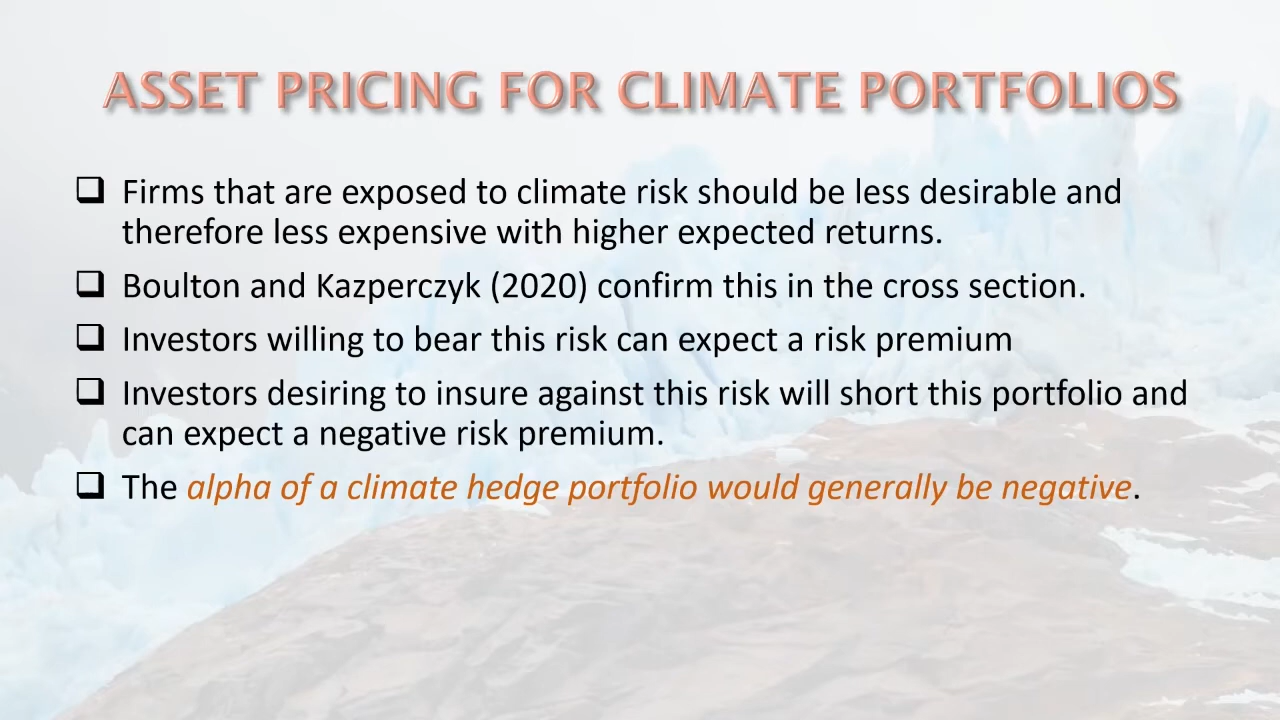 ASSET PRICING FOR CLIMATE PORTFOLIOS
Firms that are exposed to climate risk should be less desirable and
therefore less expensive with higher expected returns.
Boulton and Kazperczyk (2020) confirm this in the cross section.
Investors willing to bear this risk can expect a risk premium
Investors desiring to insure against this risk will short this portfolio and
can expect a negative risk premium.
The alpha of a climate hedge portfolio would generally be negative.